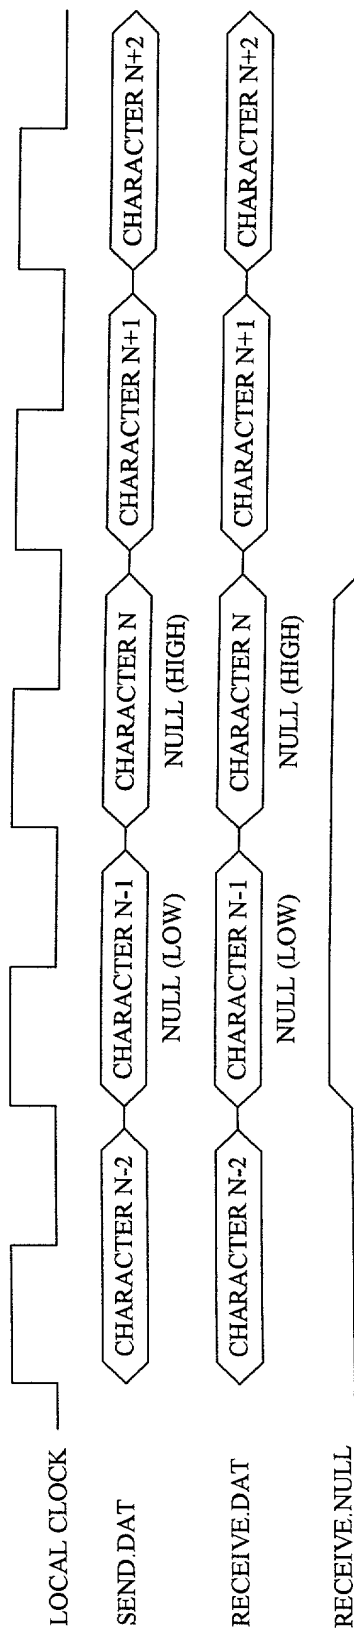 LOCAL CLOCK
SEND.DAT CHARACTER N-2 CHARACTER N-1 CHARACTER N CHARACTER N+1 CHARACTER N+2
NULL (LOW) NULL (HIGH)
RECEIVE.DAT CHARACTER N-2 CHARACTER N-1 CHARACTER N CHARACTER N+1 CHARACTER N+2
NULL (LOW) NULL (HIGH)
RECEIVE.NULL